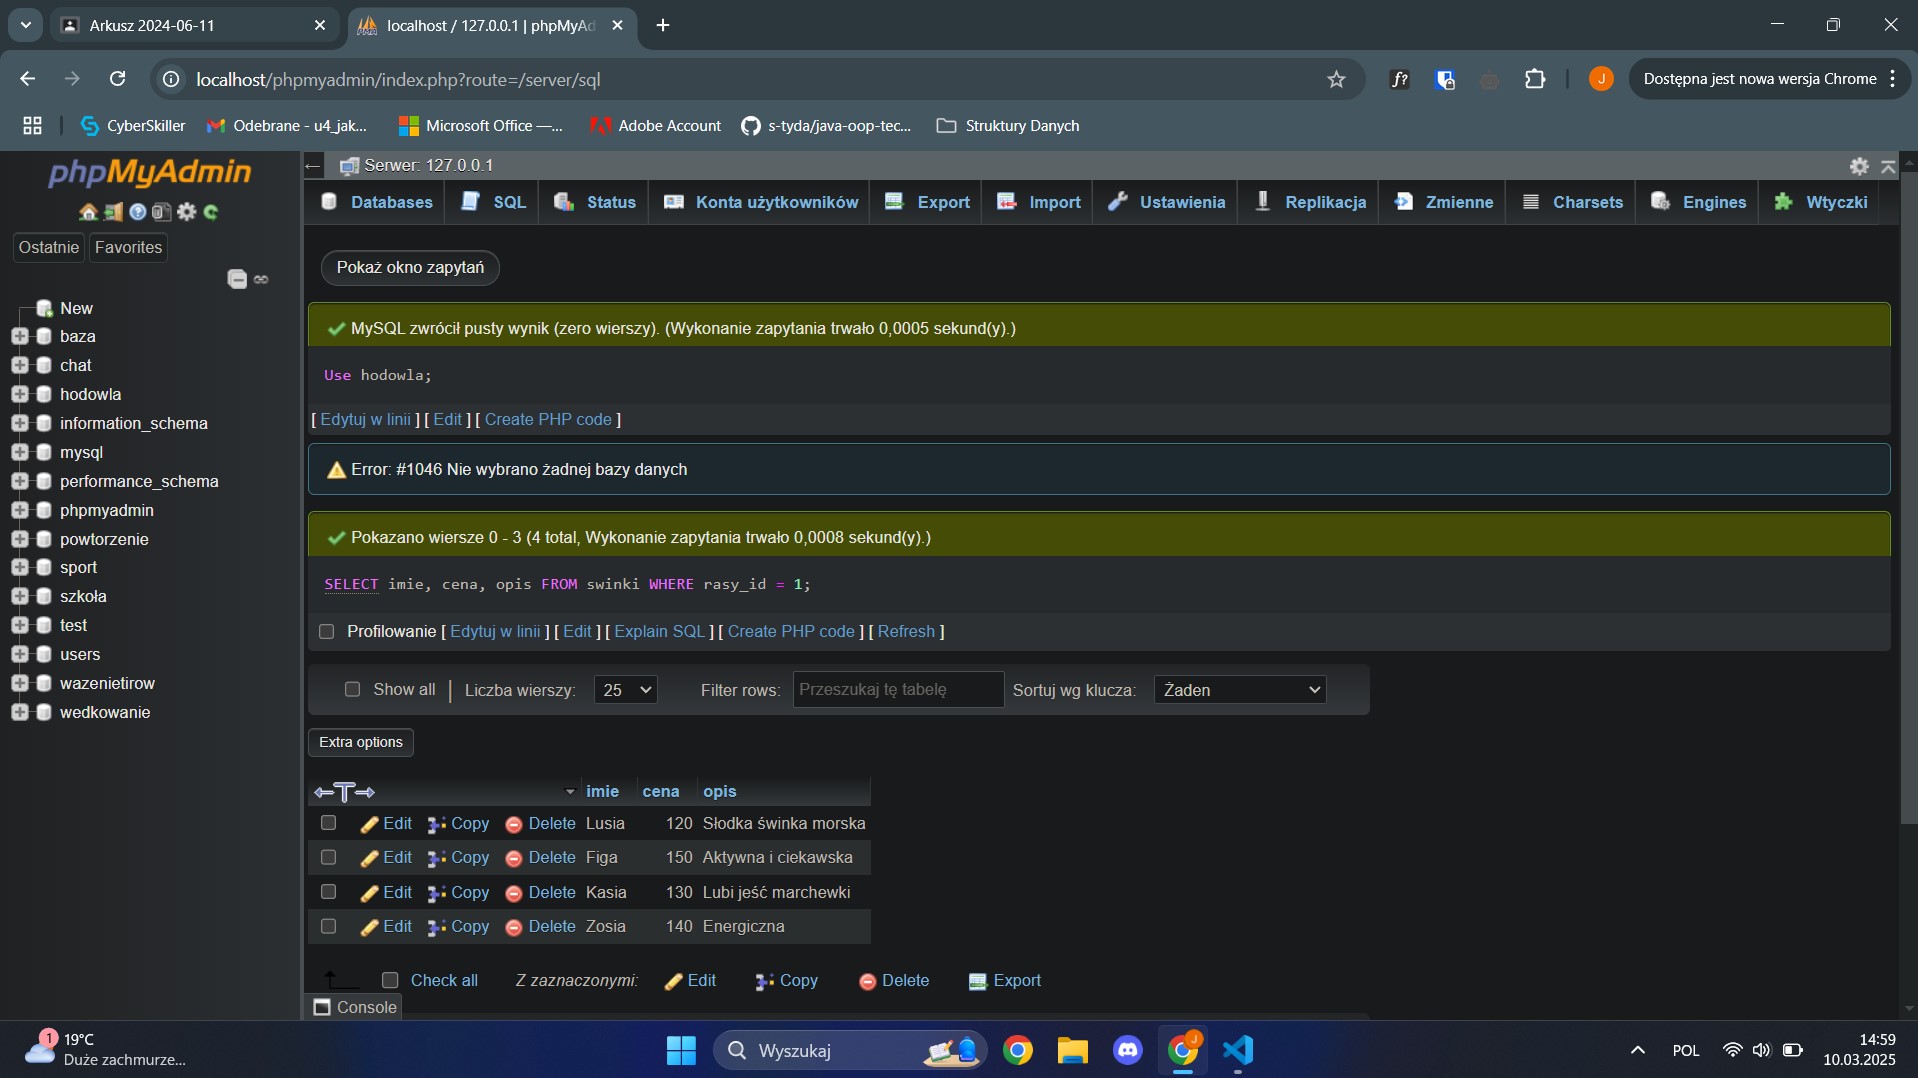 Arkusz 2024-06-11
localhost / 127.0.0.1 | phpMyAd
localhost/phpmyadmin/index.php?route=/server/sql
f?
J
Dostępna jest nowa wersja Chrome
CyberSkiller
Odebrane - u4_jak...
Microsoft Office —...
Adobe Account
s-tyda/java-oop-tec...
Struktury Danych
phpMyAdmin
Ostatnie
Favorites
New
baza
chat
hodowla
information_schema
mysql
performance_schema
phpmyadmin
powtorzenie
sport
szkoła
test
users
wazenietirow
wedkowanie
Serwer: 127.0.0.1
Databases
SQL
Status
Konta użytkowników
Export
Import
Ustawienia
Replikacja
Zmienne
Charsets
Engines
Wtyczki
Pokaż okno zapytań
MySQL zwrócił pusty wynik (zero wierszy). (Wykonanie zapytania trwało 0,0005 sekund(y).)
Use hodowla;
[ Edytuj w linii ] [ Edit ] [ Create PHP code ]
Error: #1046 Nie wybrano żadnej bazy danych
Pokazano wiersze 0 - 3 (4 total, Wykonanie zapytania trwało 0,0008 sekund(y).)
SELECT imie, cena, opis FROM swinki WHERE rasy_id = 1;
Profilowanie [ Edytuj w linii ] [ Edit ] [ Explain SQL ] [ Create PHP code ] [ Refresh ]
Show all | Liczba wierszy: 25 Filter rows: Przeszukaj tę tabelę Sortuj wg klucza: Żaden
Extra options
imie cena opis
Edit Copy Delete Lusia 120 Słodka świnka morska
Edit Copy Delete Figa 150 Aktywna i ciekawska
Edit Copy Delete Kasia 130 Lubi jeść marchewki
Edit Copy Delete Zosia 140 Energiczna
Check all Z zaznaczonymi: Edit Copy Delete Export
Console
1
19°C
Duże zachmurze...
Wyszukaj
J
POL
14:59
10.03.2025